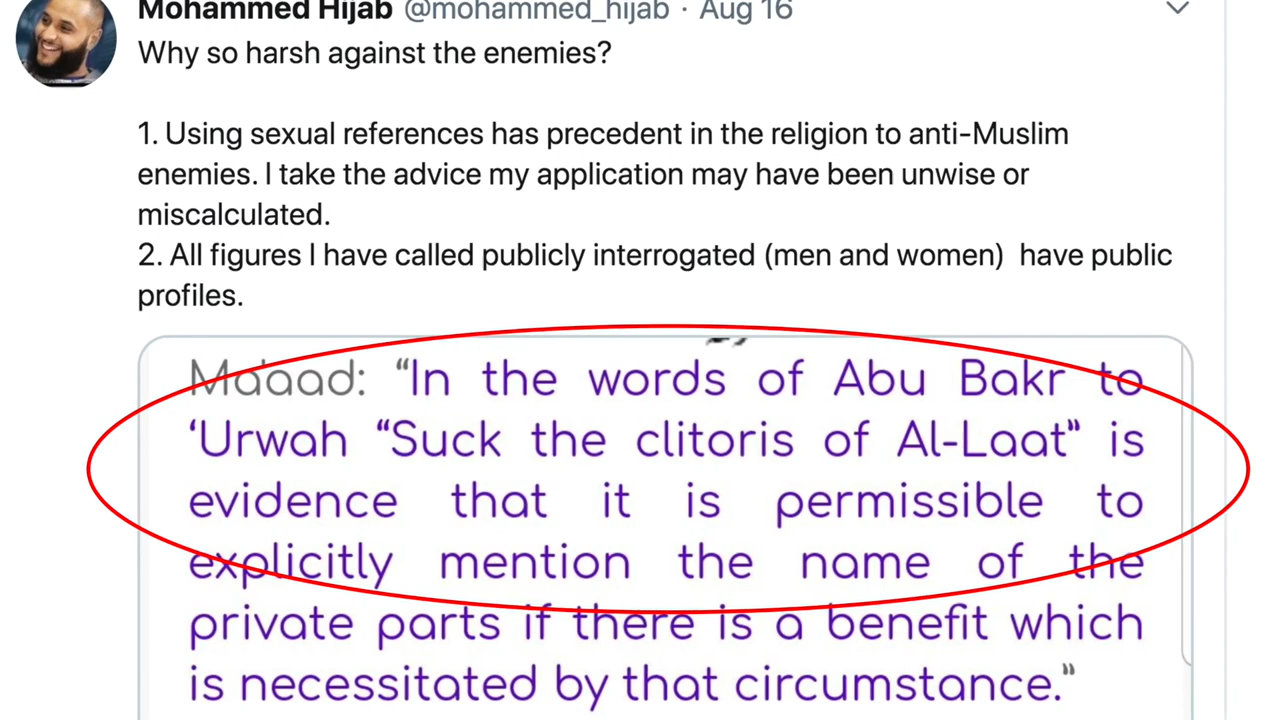 Mohammed Hijab @mohammed_hijab · Aug 16
Why so harsh against the enemies?
1. Using sexual references has precedent in the religion to anti-Muslim
enemies. I take the advice my application may have been unwise or
miscalculated.
2. All figures I have called publicly interrogated (men and women)  have public
profiles.
Madad: “In the words of Abu Bakr to
‘Urwah “Suck the clitoris of Al-Laat” is
evidence that it is permissible to
explicitly mention the name of the
private parts if there is a benefit which
is necessitated by that circumstance.”